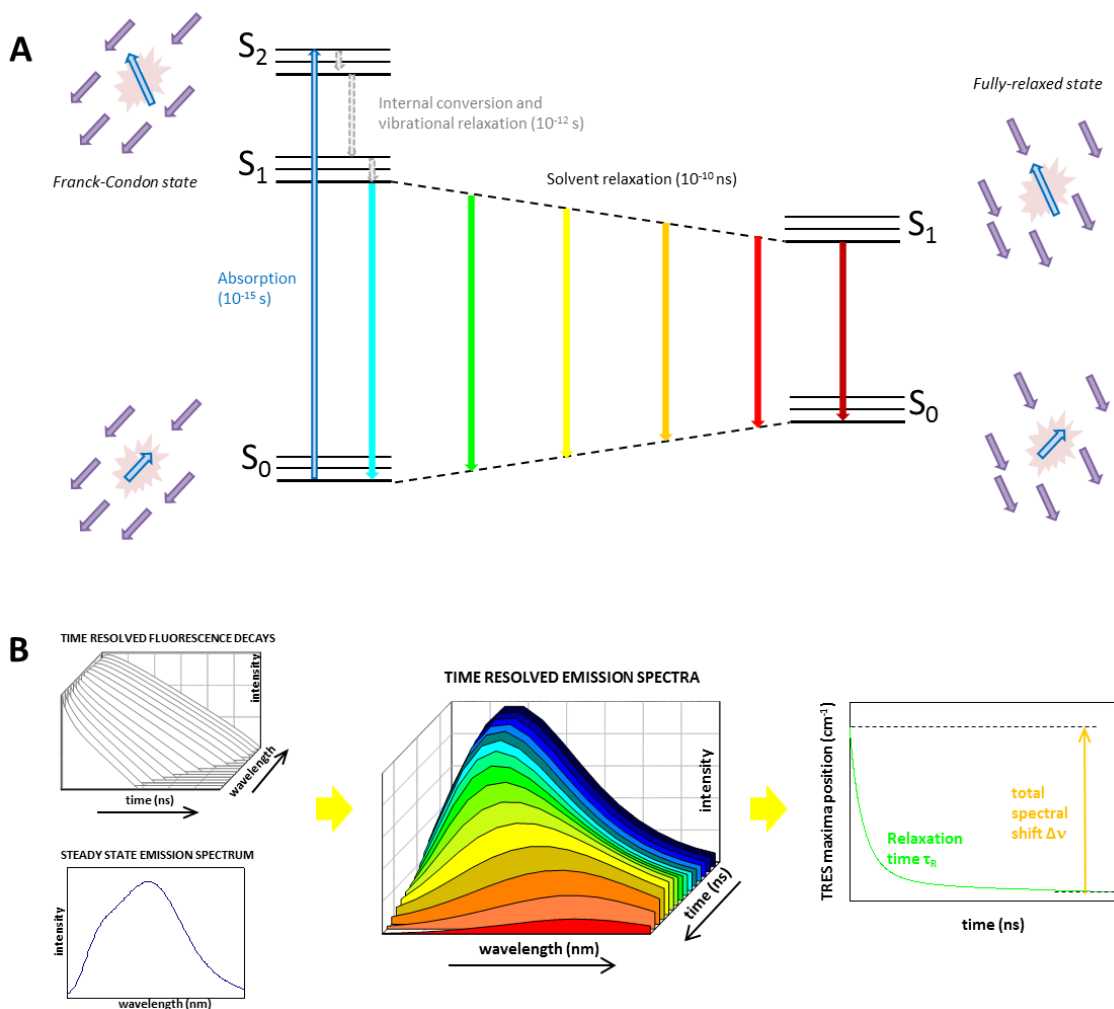 A
S2
Internal conversion and
vibrational relaxation (10⁻¹² s)
S1
Franck-Condon state
Solvent relaxation (10⁻¹⁰ ns)
Fully-relaxed state
S1
Absorption
(10⁻¹⁵ s)
S0
S0
B
TIME RESOLVED FLUORESCENCE DECAYS
intensity
wavelength
time (ns)
STEADY STATE EMISSION SPECTRUM
intensity
wavelength (nm)
TIME RESOLVED EMISSION SPECTRA
intensity
time (ns)
wavelength (nm)
TRES maxima position (cm⁻¹)
Relaxation
time τR
total
spectral
shift Δν
time (ns)